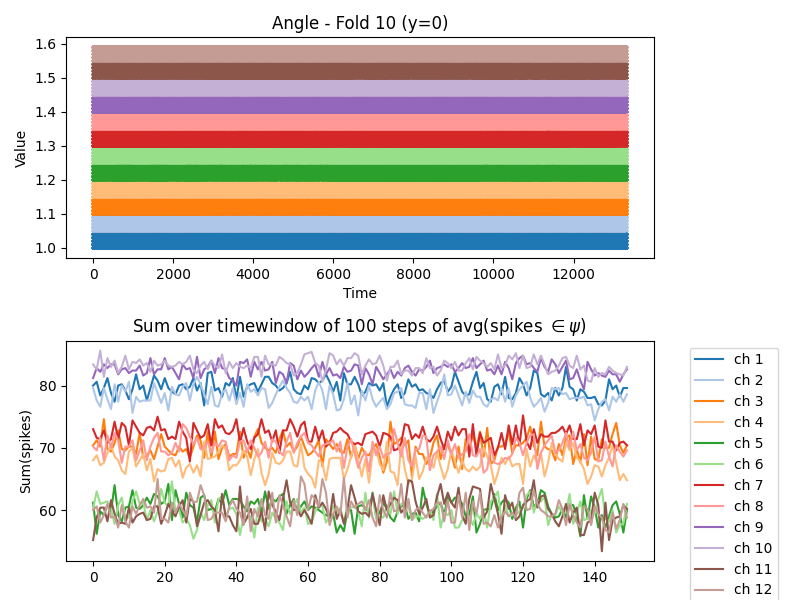 Angle - Fold 10 (y=0)
1.6
1.5
1.4
1.3
1.2
1.1
1.0
Value
0 2000 4000 6000 8000 10000 12000
Time
Sum over timewindow of 100 steps of avg(spikes ∈ ψ)
80
70
60
Sum(spikes)
0 20 40 60 80 100 120 140
ch 1
ch 2
ch 3
ch 4
ch 5
ch 6
ch 7
ch 8
ch 9
ch 10
ch 11
ch 12